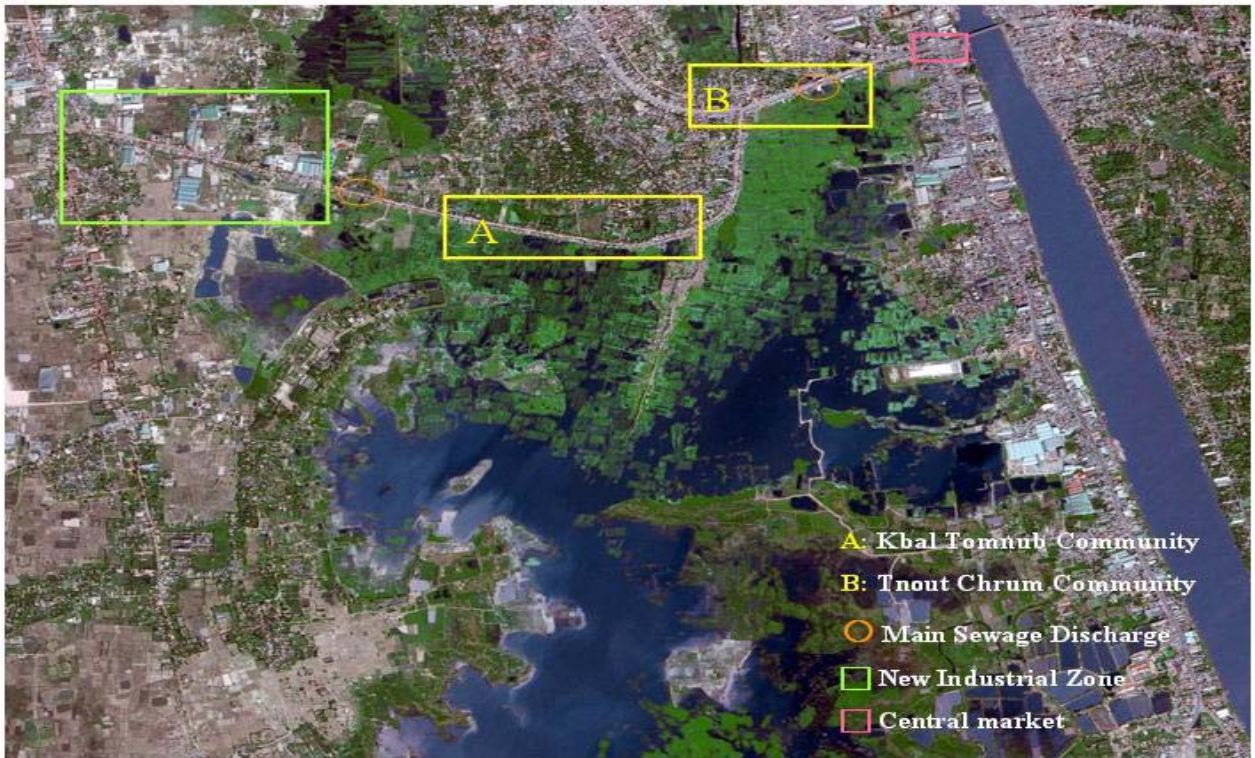 B
A
A: Kbal Tomnub Community
B: Tnout Chrum Community
Main Sewage Discharge
New Industrial Zone
Central market